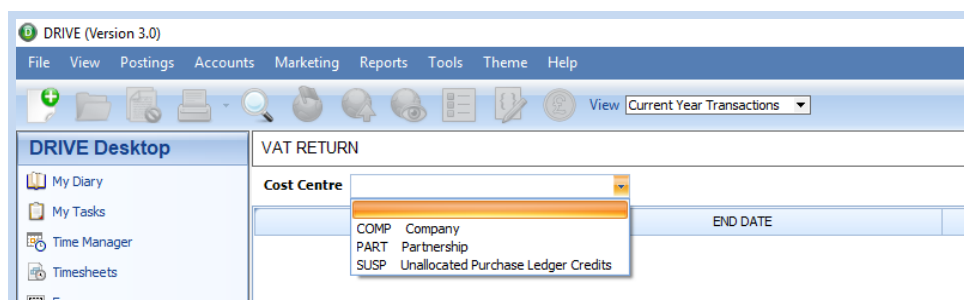 DRIVE (Version 3.0)
File View Postings Accounts Marketing Reports Tools Theme Help
View Current Year Transactions
DRIVE Desktop
VAT RETURN
My Diary
Cost Centre
My Tasks
END DATE
COMP Company
Time Manager
PART Partnership
SUSP Unallocated Purchase Ledger Credits
Timesheets